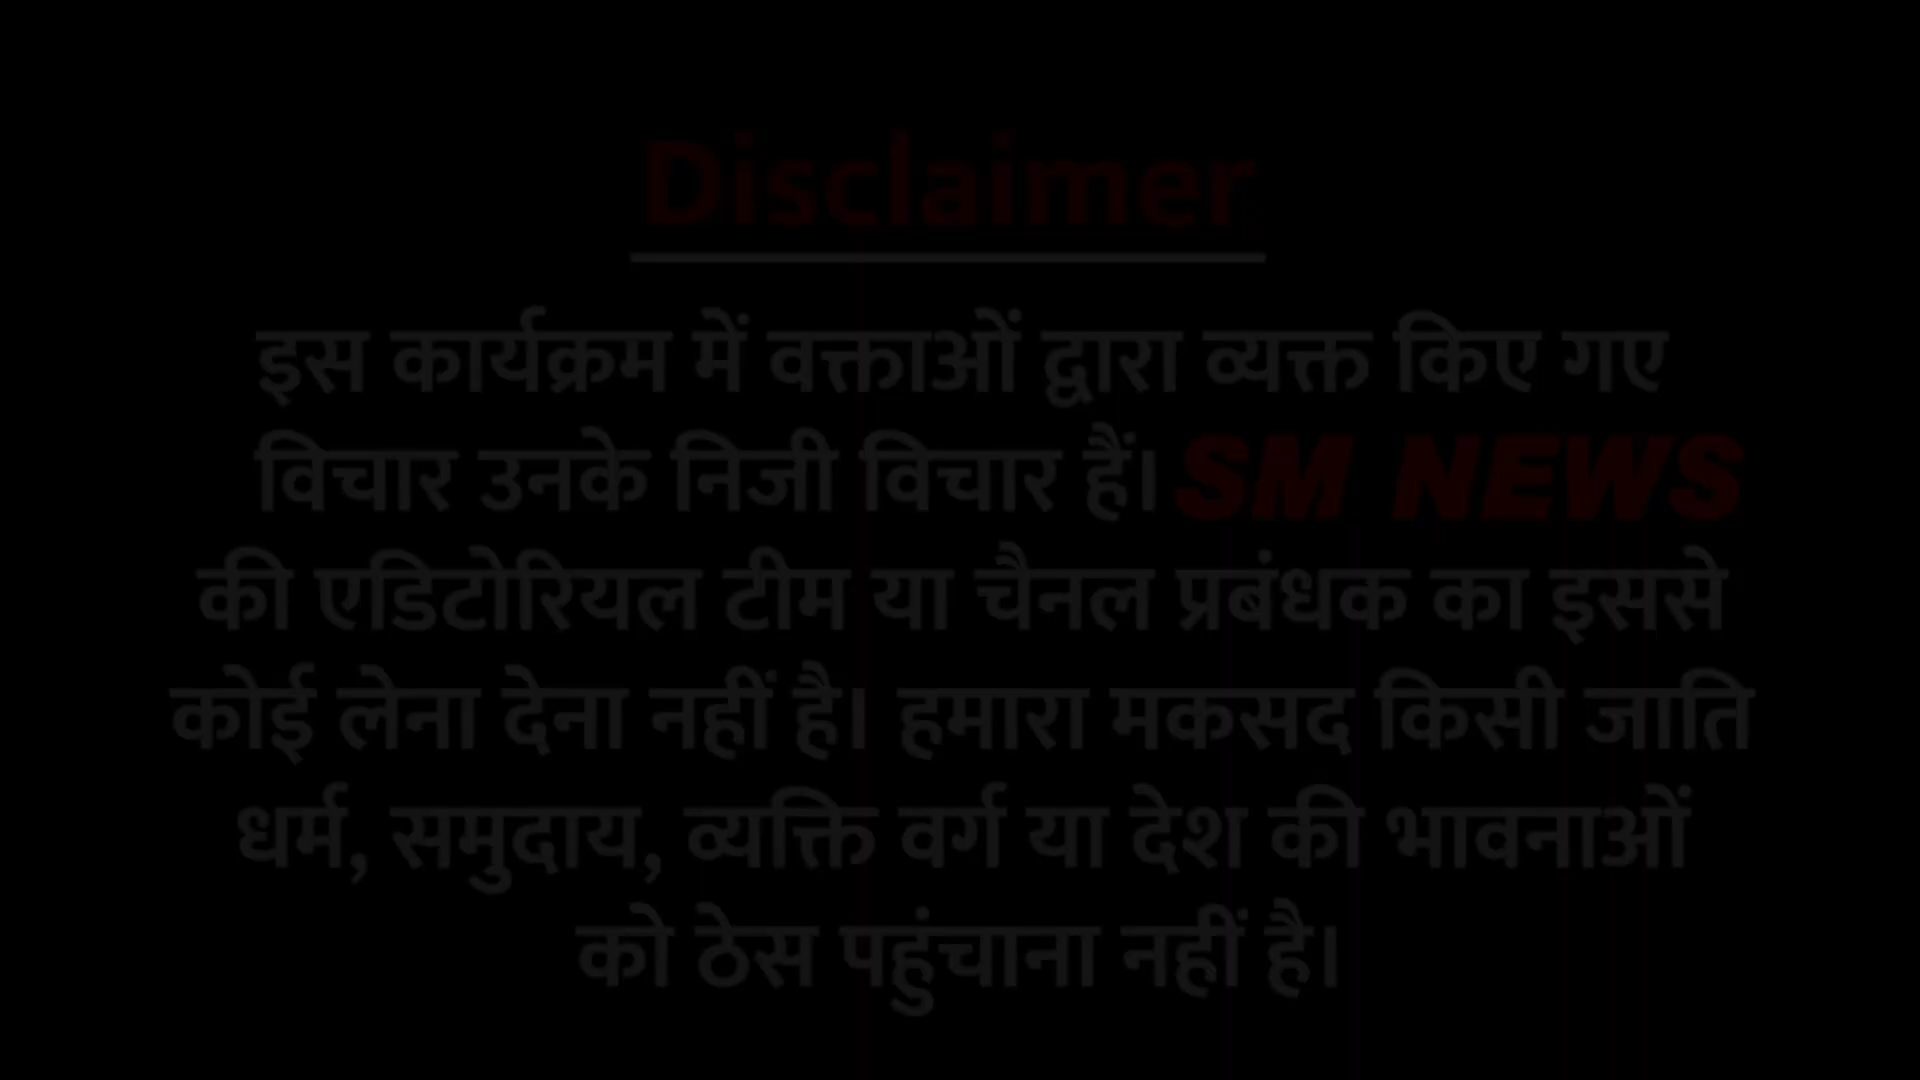 Disclaimer
इस कार्यक्रम में वक्ताओं द्वारा व्यक्त किए गए
विचार उनके निजी विचार हैं। SM NEWS
की एडिटोरियल टीम या चैनल प्रबंधक का इससे
कोई लेना देना नहीं है। हमारा मकसद किसी जाति
धर्म, समुदाय, व्यक्ति वर्ग या देश की भावनाओं
को ठेस पहुंचाना नहीं है।